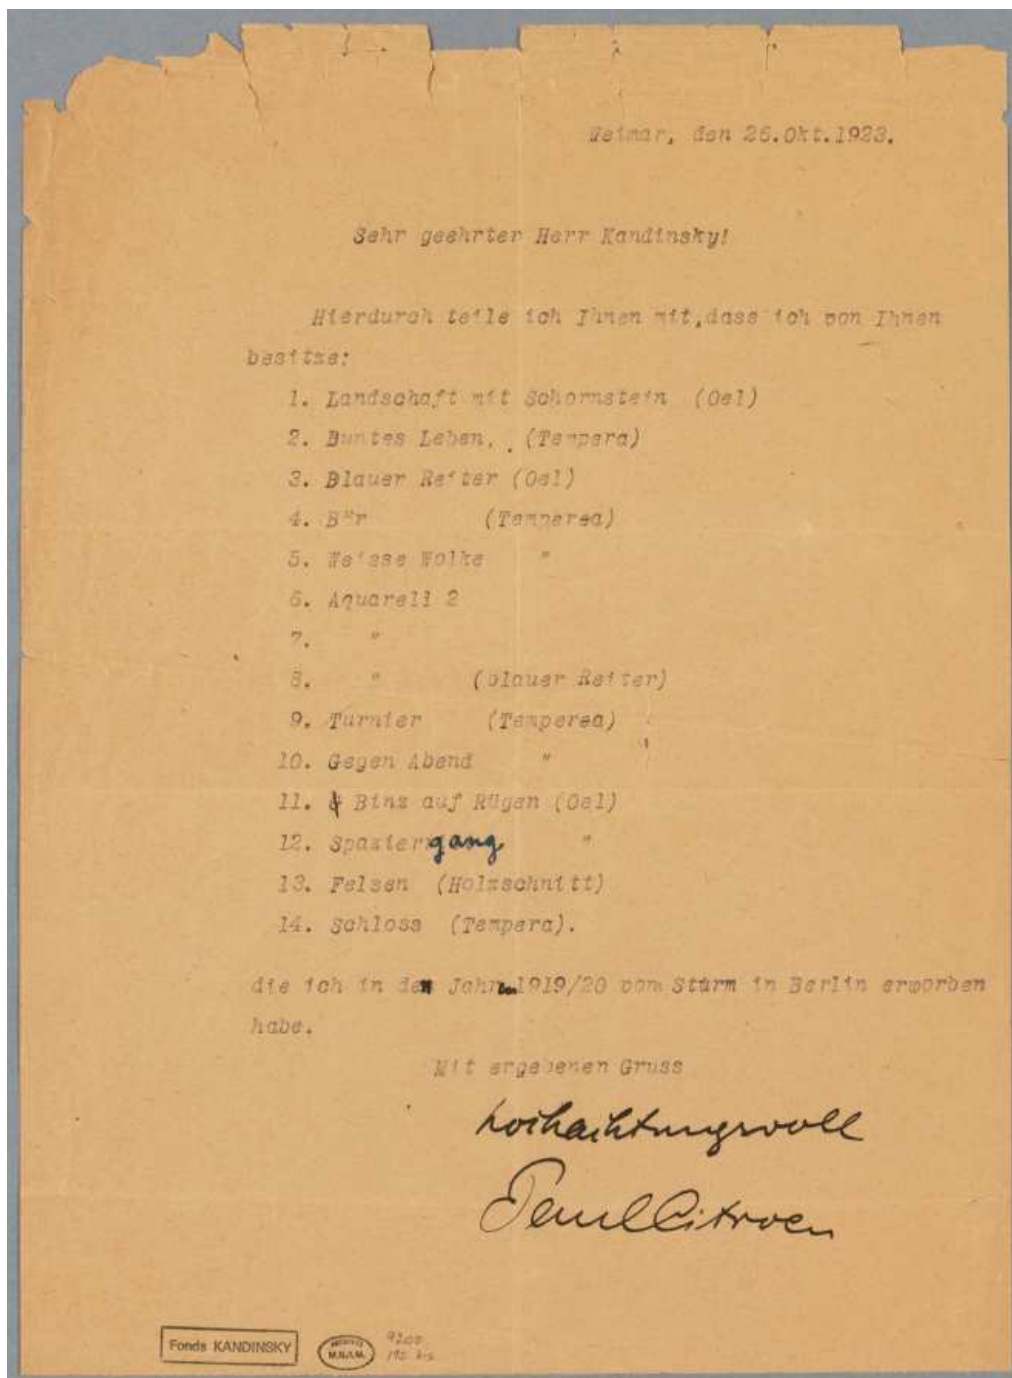 Weimar, den 26.Okt.1923.
Sehr geehrter Herr Kandinsky!
Hierdurch teile ich Ihnen mit,dass ich von Ihnen
besitze:
1. Landschaft mit Schornstein (Oel)
2. Buntes Leben, (Tempera)
3. Blauer Reiter (Oel)
4. B"r (Temperea)
5. Weisse Wolke "
6. Aquarell 2
7. "
8. " (blauer Reiter)
9. Turnier (Temperea)
10. Gegen Abend "
11. Binz auf Rügen (Oel)
12. Spaziergang "
13. Felsen (Holzschnitt)
14. Schloss (Tempera).
die ich in den Jahren 1919/20 vom Sturm in Berlin erworben
habe.
Mit ergebenen Gruss
hochachtungsvoll
Paul Citroen
Fonds KANDINSKY
ARCHIVES
M.N.A.M.